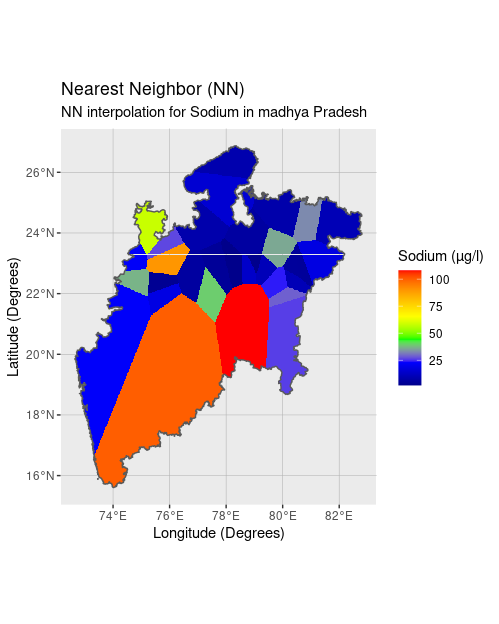 Nearest Neighbor (NN)
NN interpolation for Sodium in madhya Pradesh
26°N
24°N
22°N
20°N
18°N
16°N
Latitude (Degrees)
74°E 76°E 78°E 80°E 82°E
Longitude (Degrees)
Sodium (µg/l)
100
75
50
25